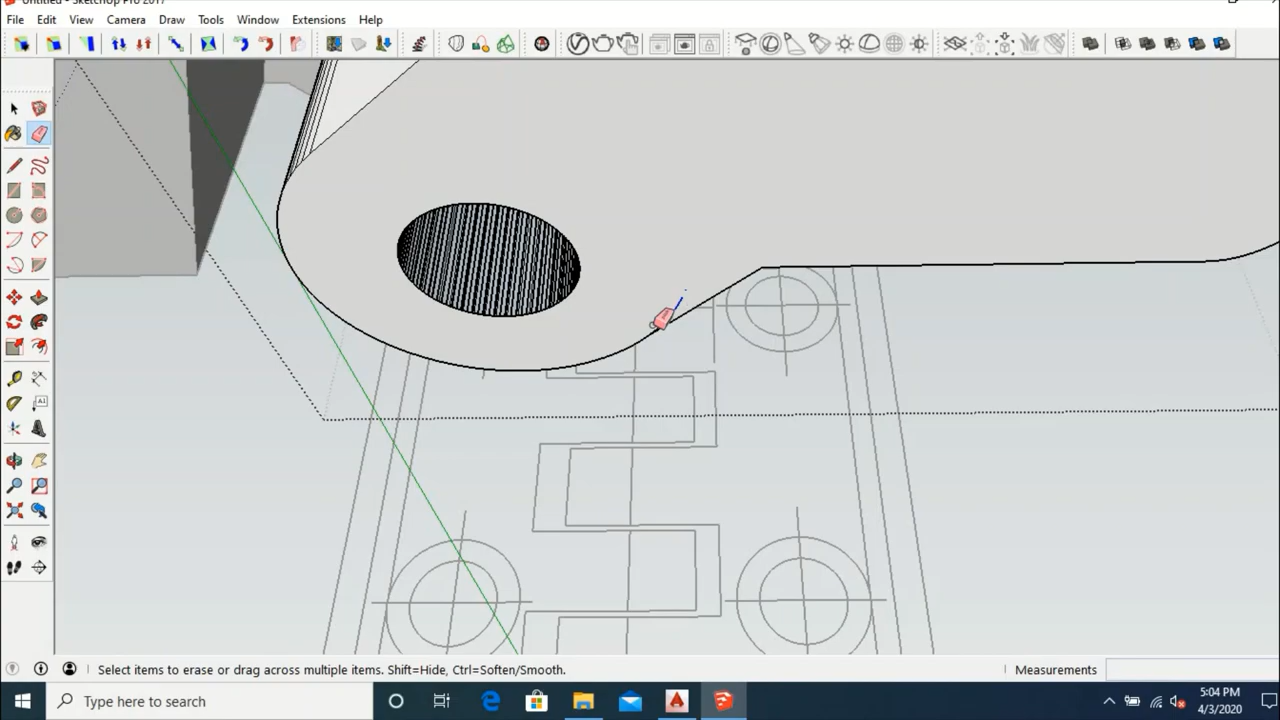 Untitled - SketchUp Pro 2017
File Edit View Camera Draw Tools Window Extensions Help
Select items to erase or drag across multiple items. Shift=Hide, Ctrl=Soften/Smooth.
Measurements
Type here to search
5:04 PM
4/3/2020